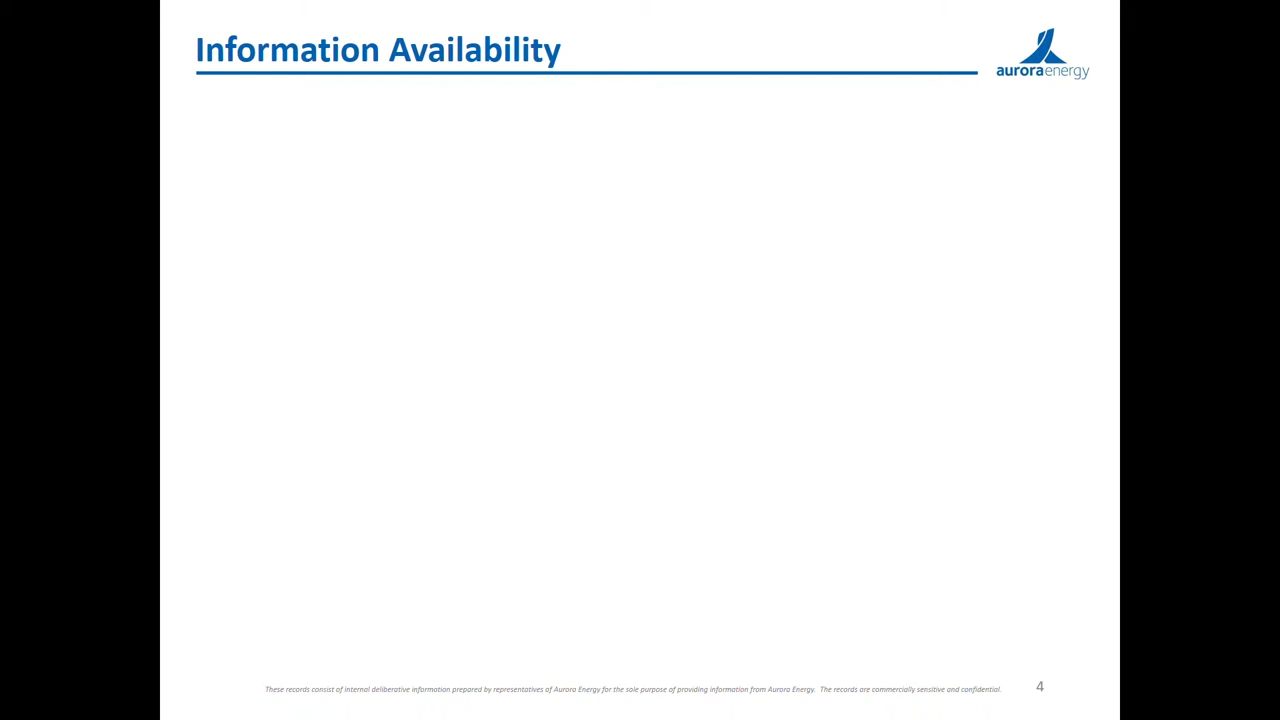 Information Availability
auroraenergy
These records consist of internal deliberative information prepared by representatives of Aurora Energy for the sole purpose of providing information from Aurora Energy. The records are commercially sensitive and confidential.
4